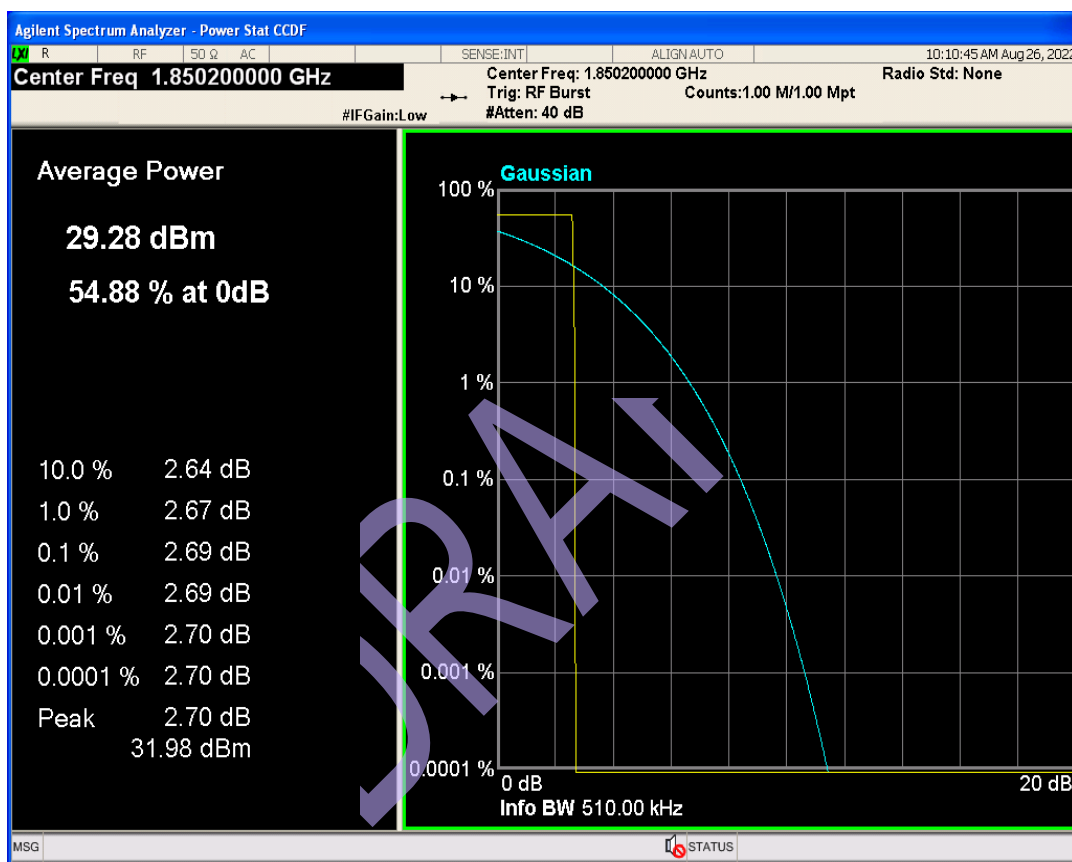 Agilent Spectrum Analyzer - Power Stat CCDF
LXI R RF 50 Ω AC SENSE:INT ALIGN AUTO 10:10:45 AM Aug 26, 2022
Center Freq 1.850200000 GHz
#IFGain:Low
Center Freq: 1.850200000 GHz Radio Std: None
Trig: RF Burst Counts:1.00 M/1.00 Mpt
#Atten: 40 dB
Average Power
29.28 dBm
54.88 % at 0dB
10.0 % 2.64 dB
1.0 % 2.67 dB
0.1 % 2.69 dB
0.01 % 2.69 dB
0.001 % 2.70 dB
0.0001 % 2.70 dB
Peak 2.70 dB
31.98 dBm
Gaussian
100 %
10 %
1 %
0.1 %
0.01 %
0.001 %
0.0001 %
0 dB 20 dB
Info BW 510.00 kHz
DRA
MSG STATUS